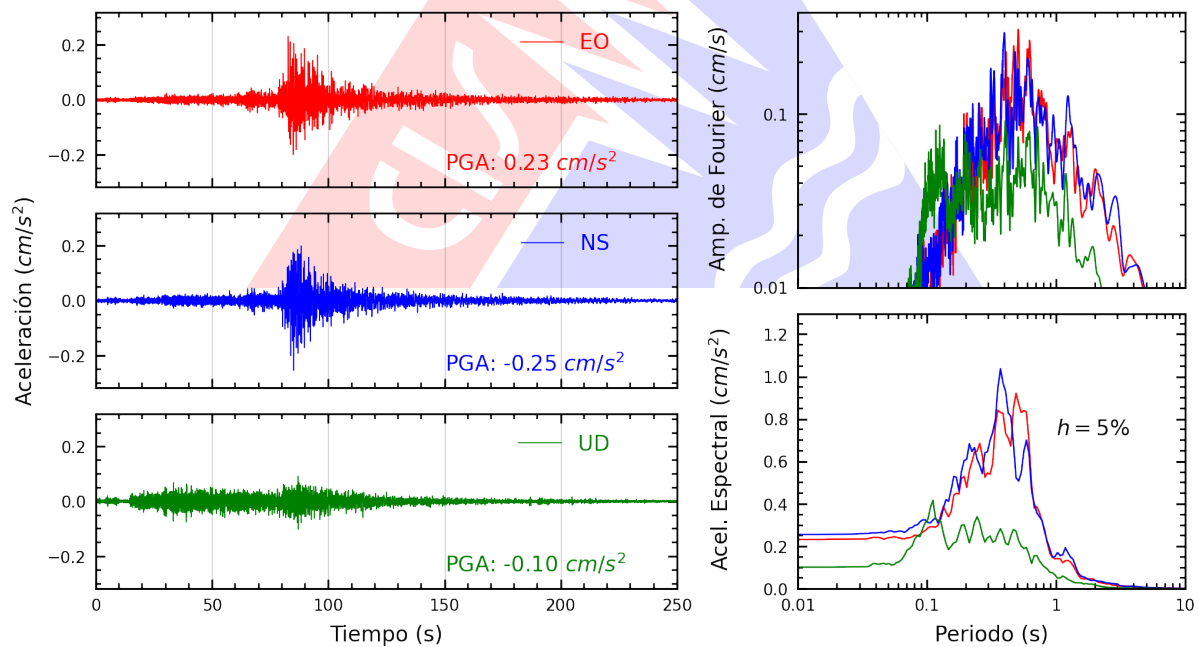 Aceleración (cm/s²)
0.2
0.0
−0.2
EO
PGA: 0.23 cm/s²
0.2
0.0
−0.2
NS
PGA: -0.25 cm/s²
0.2
0.0
−0.2
UD
PGA: -0.10 cm/s²
0 50 100 150 200 250
Tiempo (s)
Amp. de Fourier (cm/s)
0.1
0.01
Acel. Espectral (cm/s²)
1.2
1.0
0.8
0.6
0.4
0.2
0.0
h = 5%
0.01 0.1 1 10
Periodo (s)